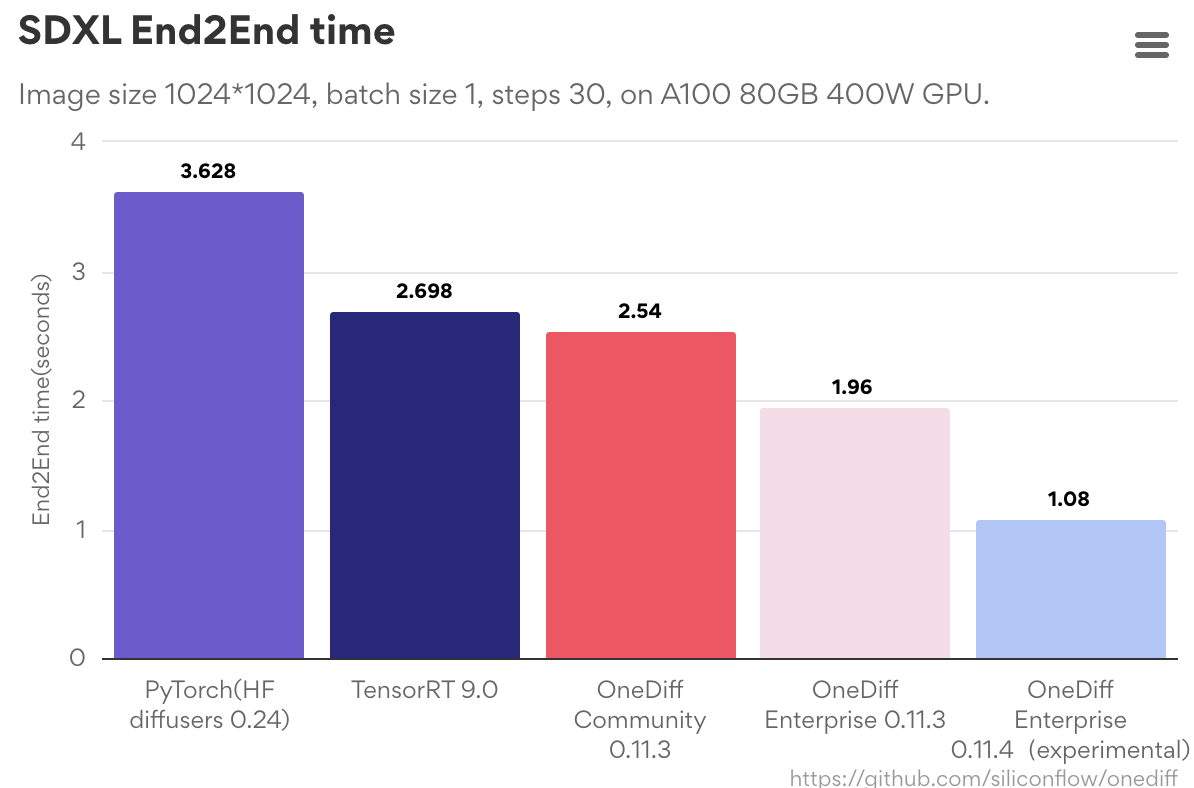 SDXL End2End time
Image size 1024*1024, batch size 1, steps 30, on A100 80GB 400W GPU.
End2End time(seconds)
4
3
2
1
0
3.628
2.698
2.54
1.96
1.08
PyTorch(HF
diffusers 0.24)
TensorRT 9.0
OneDiff
Community
0.11.3
OneDiff
Enterprise 0.11.3
OneDiff
Enterprise
0.11.4 (experimental)
https://github.com/siliconflow/onediff